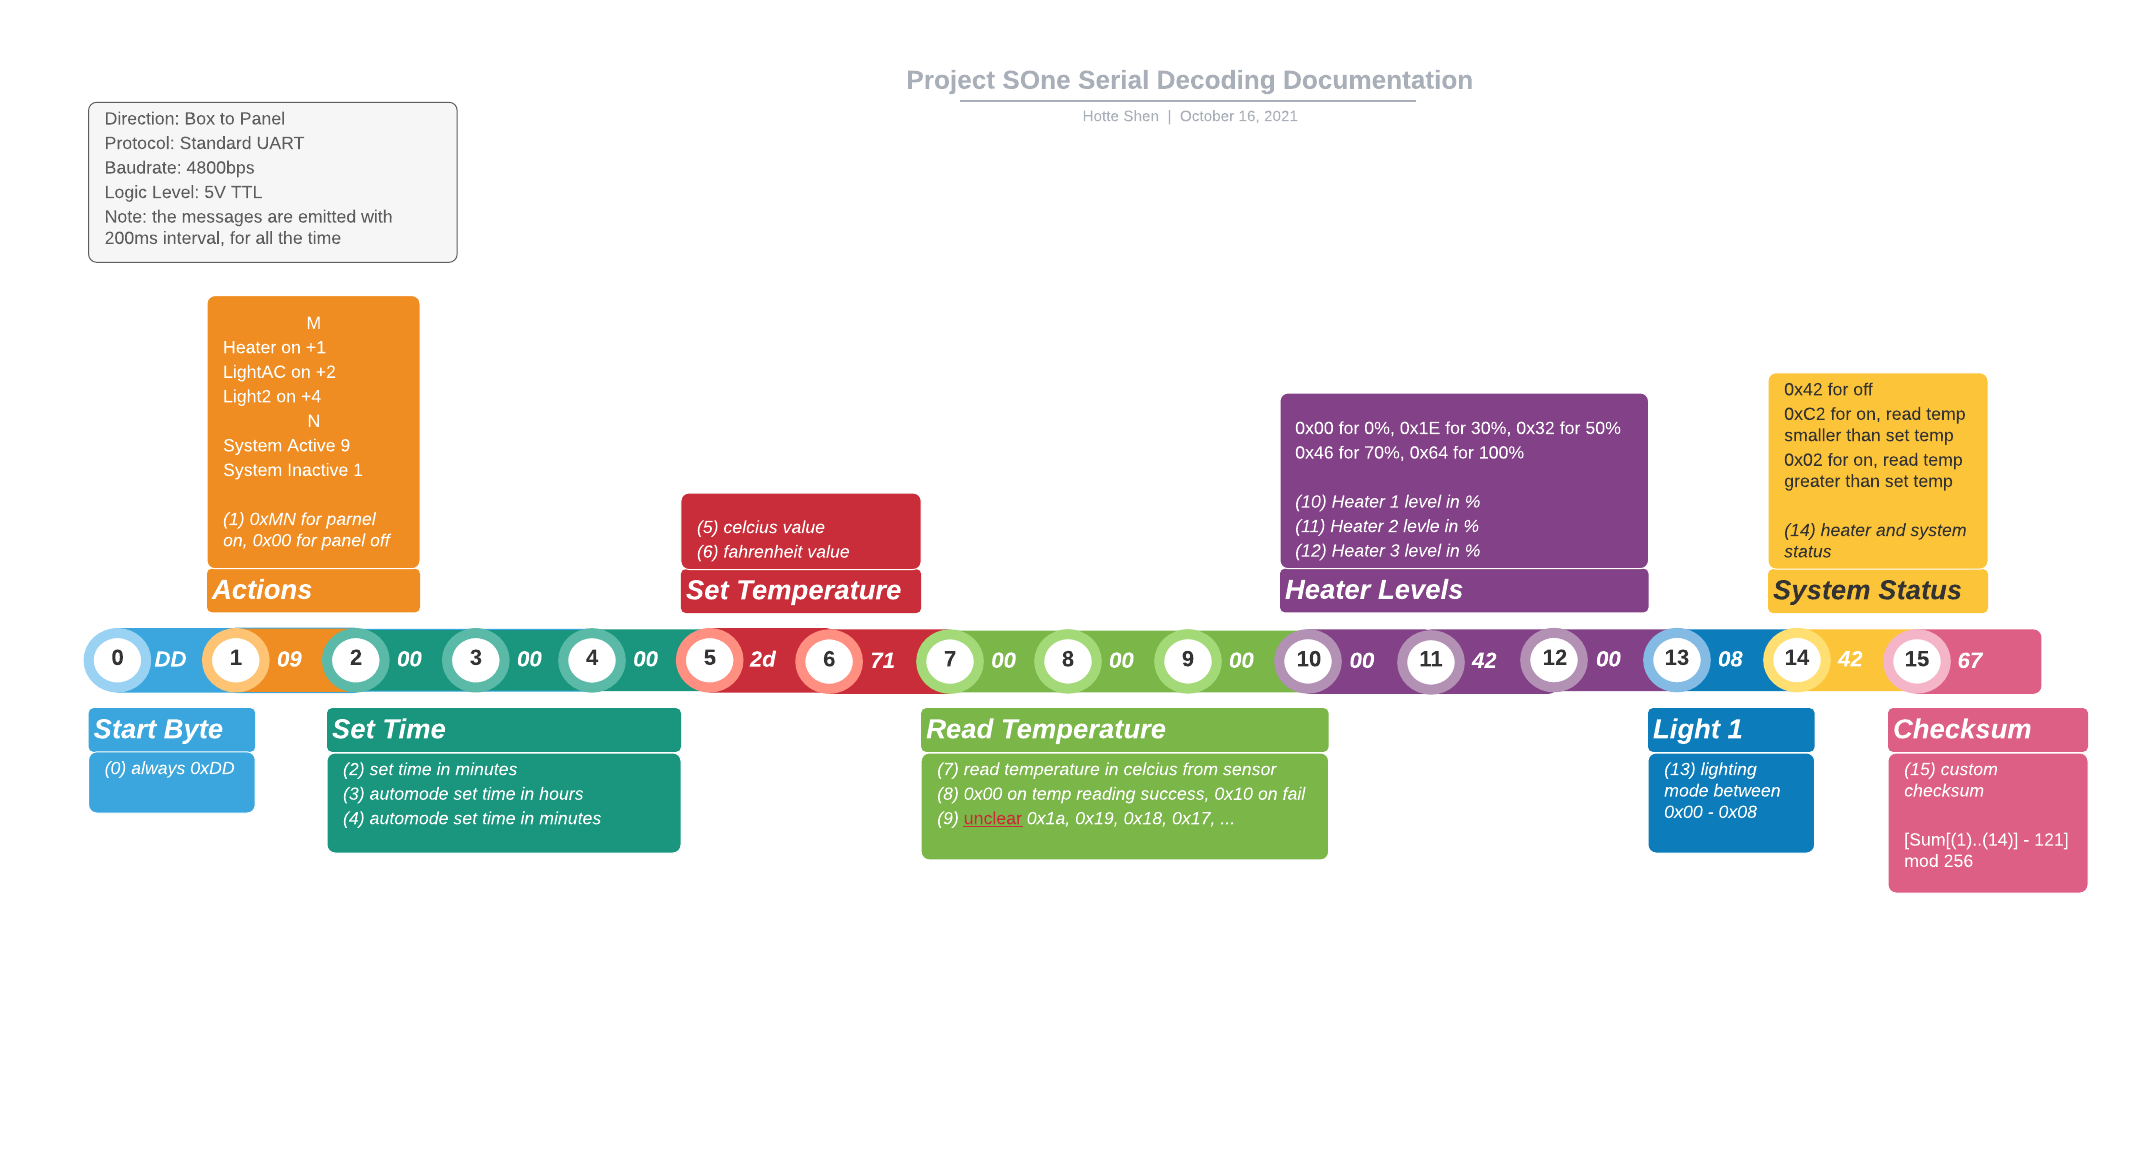 Project SOne Serial Decoding Documentation
Hotte Shen | October 16, 2021
Direction: Box to Panel
Protocol: Standard UART
Baudrate: 4800bps
Logic Level: 5V TTL
Note: the messages are emitted with
200ms interval, for all the time
M
Heater on +1
LightAC on +2
Light2 on +4
N
System Active 9
System Inactive 1
(1) 0xMN for parnel
on, 0x00 for panel off
Actions
(5) celcius value
(6) fahrenheit value
Set Temperature
0x00 for 0%, 0x1E for 30%, 0x32 for 50%
0x46 for 70%, 0x64 for 100%
(10) Heater 1 level in %
(11) Heater 2 levle in %
(12) Heater 3 level in %
Heater Levels
0x42 for off
0xC2 for on, read temp
smaller than set temp
0x02 for on, read temp
greater than set temp
(14) heater and system
status
System Status
0 DD 1 09 2 00 3 00 4 00 5 2d 6 71 7 00 8 00 9 00 10 00 11 42 12 00 13 08 14 42 15 67
Start Byte
(0) always 0xDD
Set Time
(2) set time in minutes
(3) automode set time in hours
(4) automode set time in minutes
Read Temperature
(7) read temperature in celcius from sensor
(8) 0x00 on temp reading success, 0x10 on fail
(9) unclear 0x1a, 0x19, 0x18, 0x17, ...
Light 1
(13) lighting
mode between
0x00 - 0x08
Checksum
(15) custom
checksum
[Sum[(1)..(14)] - 121]
mod 256